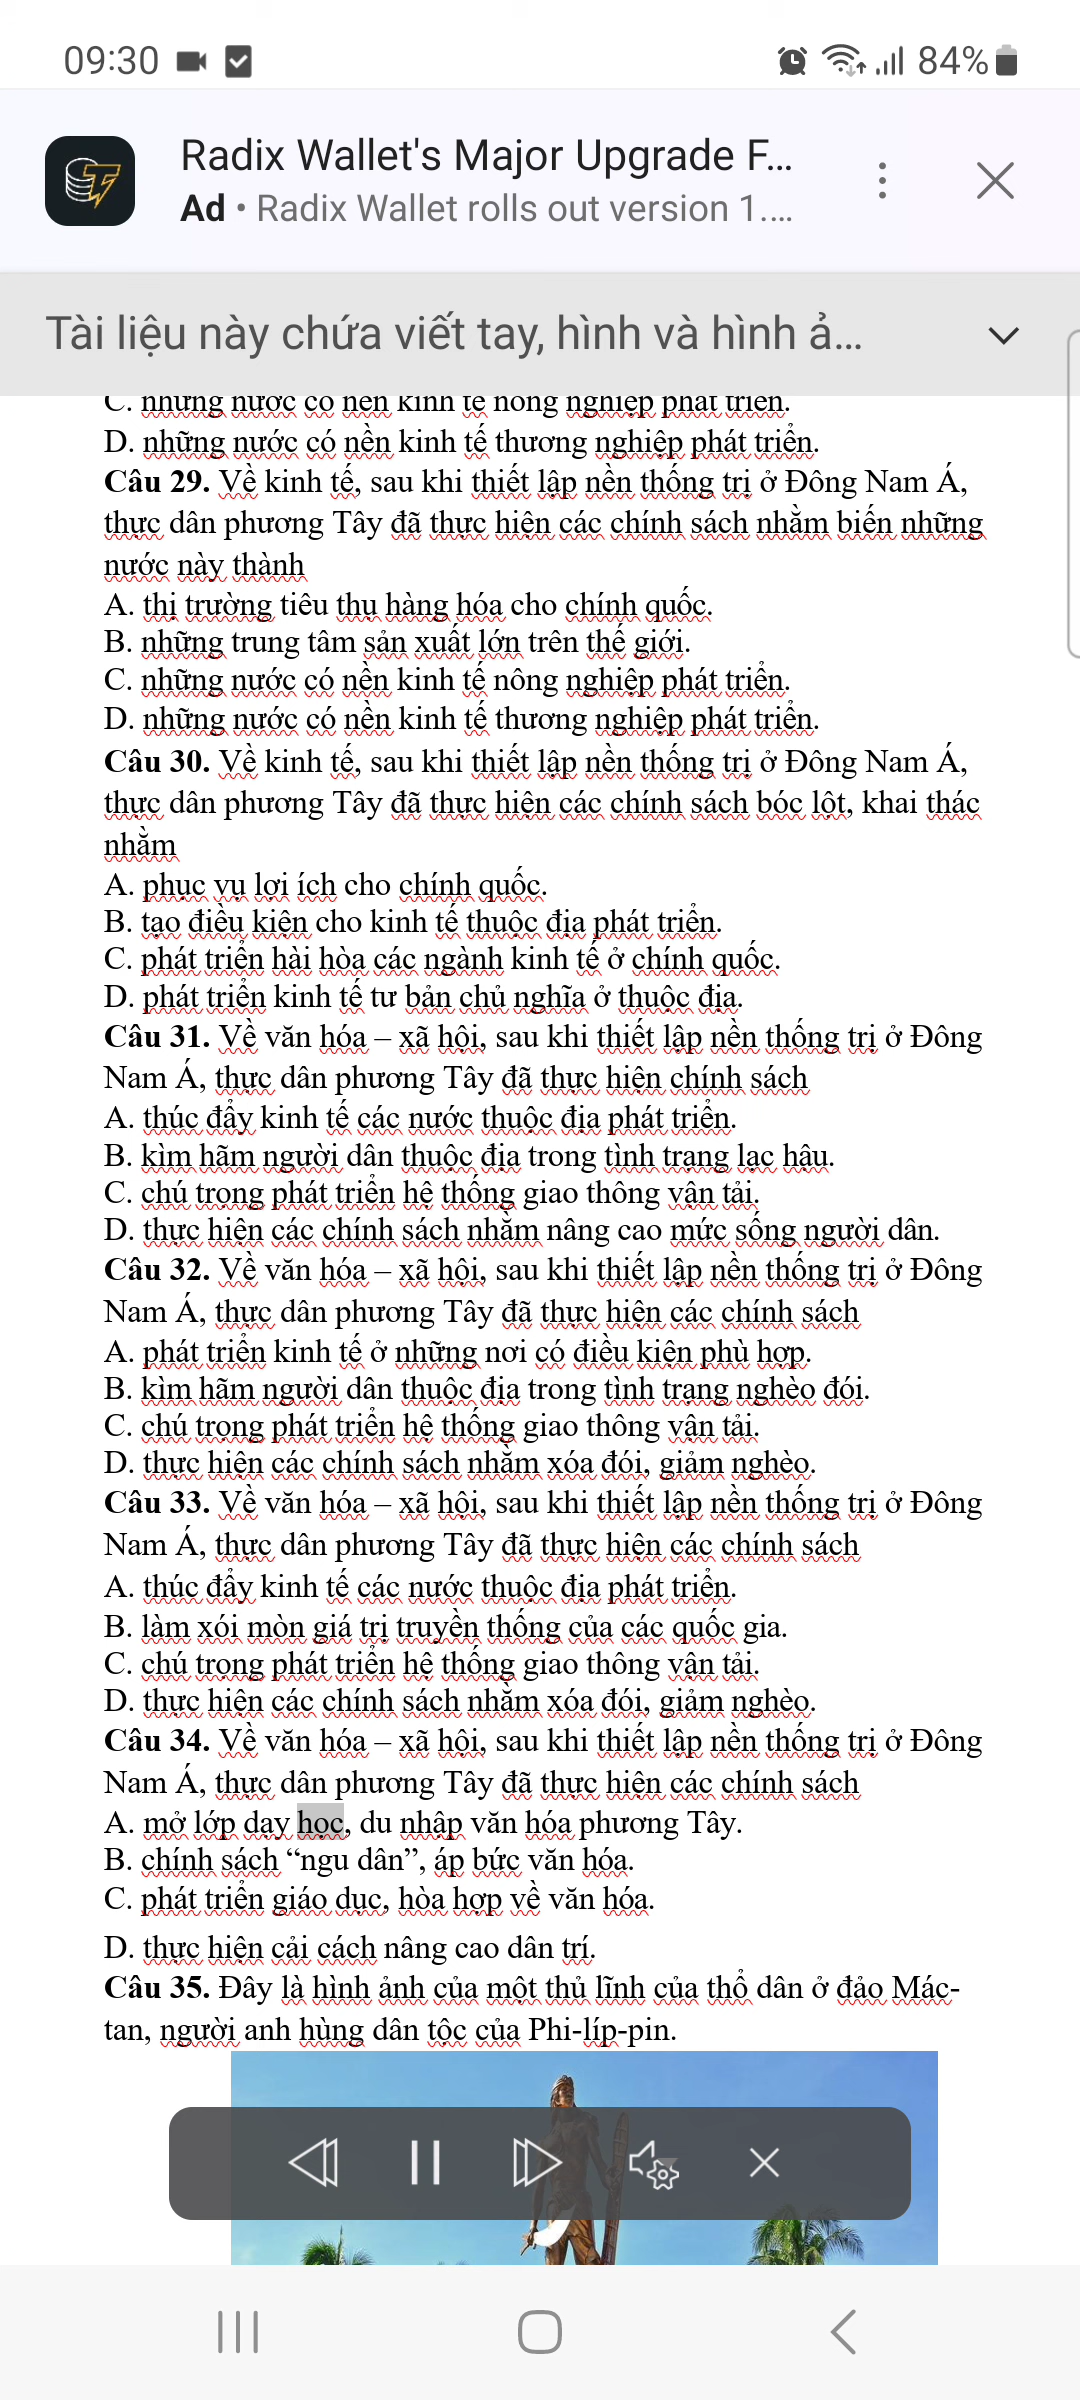 09:30
84%
Radix Wallet's Major Upgrade F...
Ad • Radix Wallet rolls out version 1....
Tài liệu này chứa viết tay, hình và hình ả...
C. những nước có nền kinh tế nông nghiệp phát triển.
D. những nước có nền kinh tế thương nghiệp phát triển.
Câu 29. Về kinh tế, sau khi thiết lập nền thống trị ở Đông Nam Á,
thực dân phương Tây đã thực hiện các chính sách nhằm biến những
nước này thành
A. thị trường tiêu thụ hàng hóa cho chính quốc.
B. những trung tâm sản xuất lớn trên thế giới.
C. những nước có nền kinh tế nông nghiệp phát triển.
D. những nước có nền kinh tế thương nghiệp phát triển.
Câu 30. Về kinh tế, sau khi thiết lập nền thống trị ở Đông Nam Á,
thực dân phương Tây đã thực hiện các chính sách bóc lột, khai thác
nhằm
A. phục vụ lợi ích cho chính quốc.
B. tạo điều kiện cho kinh tế thuộc địa phát triển.
C. phát triển hài hòa các ngành kinh tế ở chính quốc.
D. phát triển kinh tế tư bản chủ nghĩa ở thuộc địa.
Câu 31. Về văn hóa – xã hội, sau khi thiết lập nền thống trị ở Đông
Nam Á, thực dân phương Tây đã thực hiện chính sách
A. thúc đẩy kinh tế các nước thuộc địa phát triển.
B. kìm hãm người dân thuộc địa trong tình trạng lạc hậu.
C. chú trọng phát triển hệ thống giao thông vận tải.
D. thực hiện các chính sách nhằm nâng cao mức sống người dân.
Câu 32. Về văn hóa – xã hội, sau khi thiết lập nền thống trị ở Đông
Nam Á, thực dân phương Tây đã thực hiện các chính sách
A. phát triển kinh tế ở những nơi có điều kiện phù hợp.
B. kìm hãm người dân thuộc địa trong tình trạng nghèo đói.
C. chú trọng phát triển hệ thống giao thông vận tải.
D. thực hiện các chính sách nhằm xóa đói, giảm nghèo.
Câu 33. Về văn hóa – xã hội, sau khi thiết lập nền thống trị ở Đông
Nam Á, thực dân phương Tây đã thực hiện các chính sách
A. thúc đẩy kinh tế các nước thuộc địa phát triển.
B. làm xói mòn giá trị truyền thống của các quốc gia.
C. chú trọng phát triển hệ thống giao thông vận tải.
D. thực hiện các chính sách nhằm xóa đói, giảm nghèo.
Câu 34. Về văn hóa – xã hội, sau khi thiết lập nền thống trị ở Đông
Nam Á, thực dân phương Tây đã thực hiện các chính sách
A. mở lớp dạy học, du nhập văn hóa phương Tây.
B. chính sách “ngu dân”, áp bức văn hóa.
C. phát triển giáo dục, hòa hợp về văn hóa.
D. thực hiện cải cách nâng cao dân trí.
Câu 35. Đây là hình ảnh của một thủ lĩnh của thổ dân ở đảo Mác-
tan, người anh hùng dân tộc của Phi-líp-pin.